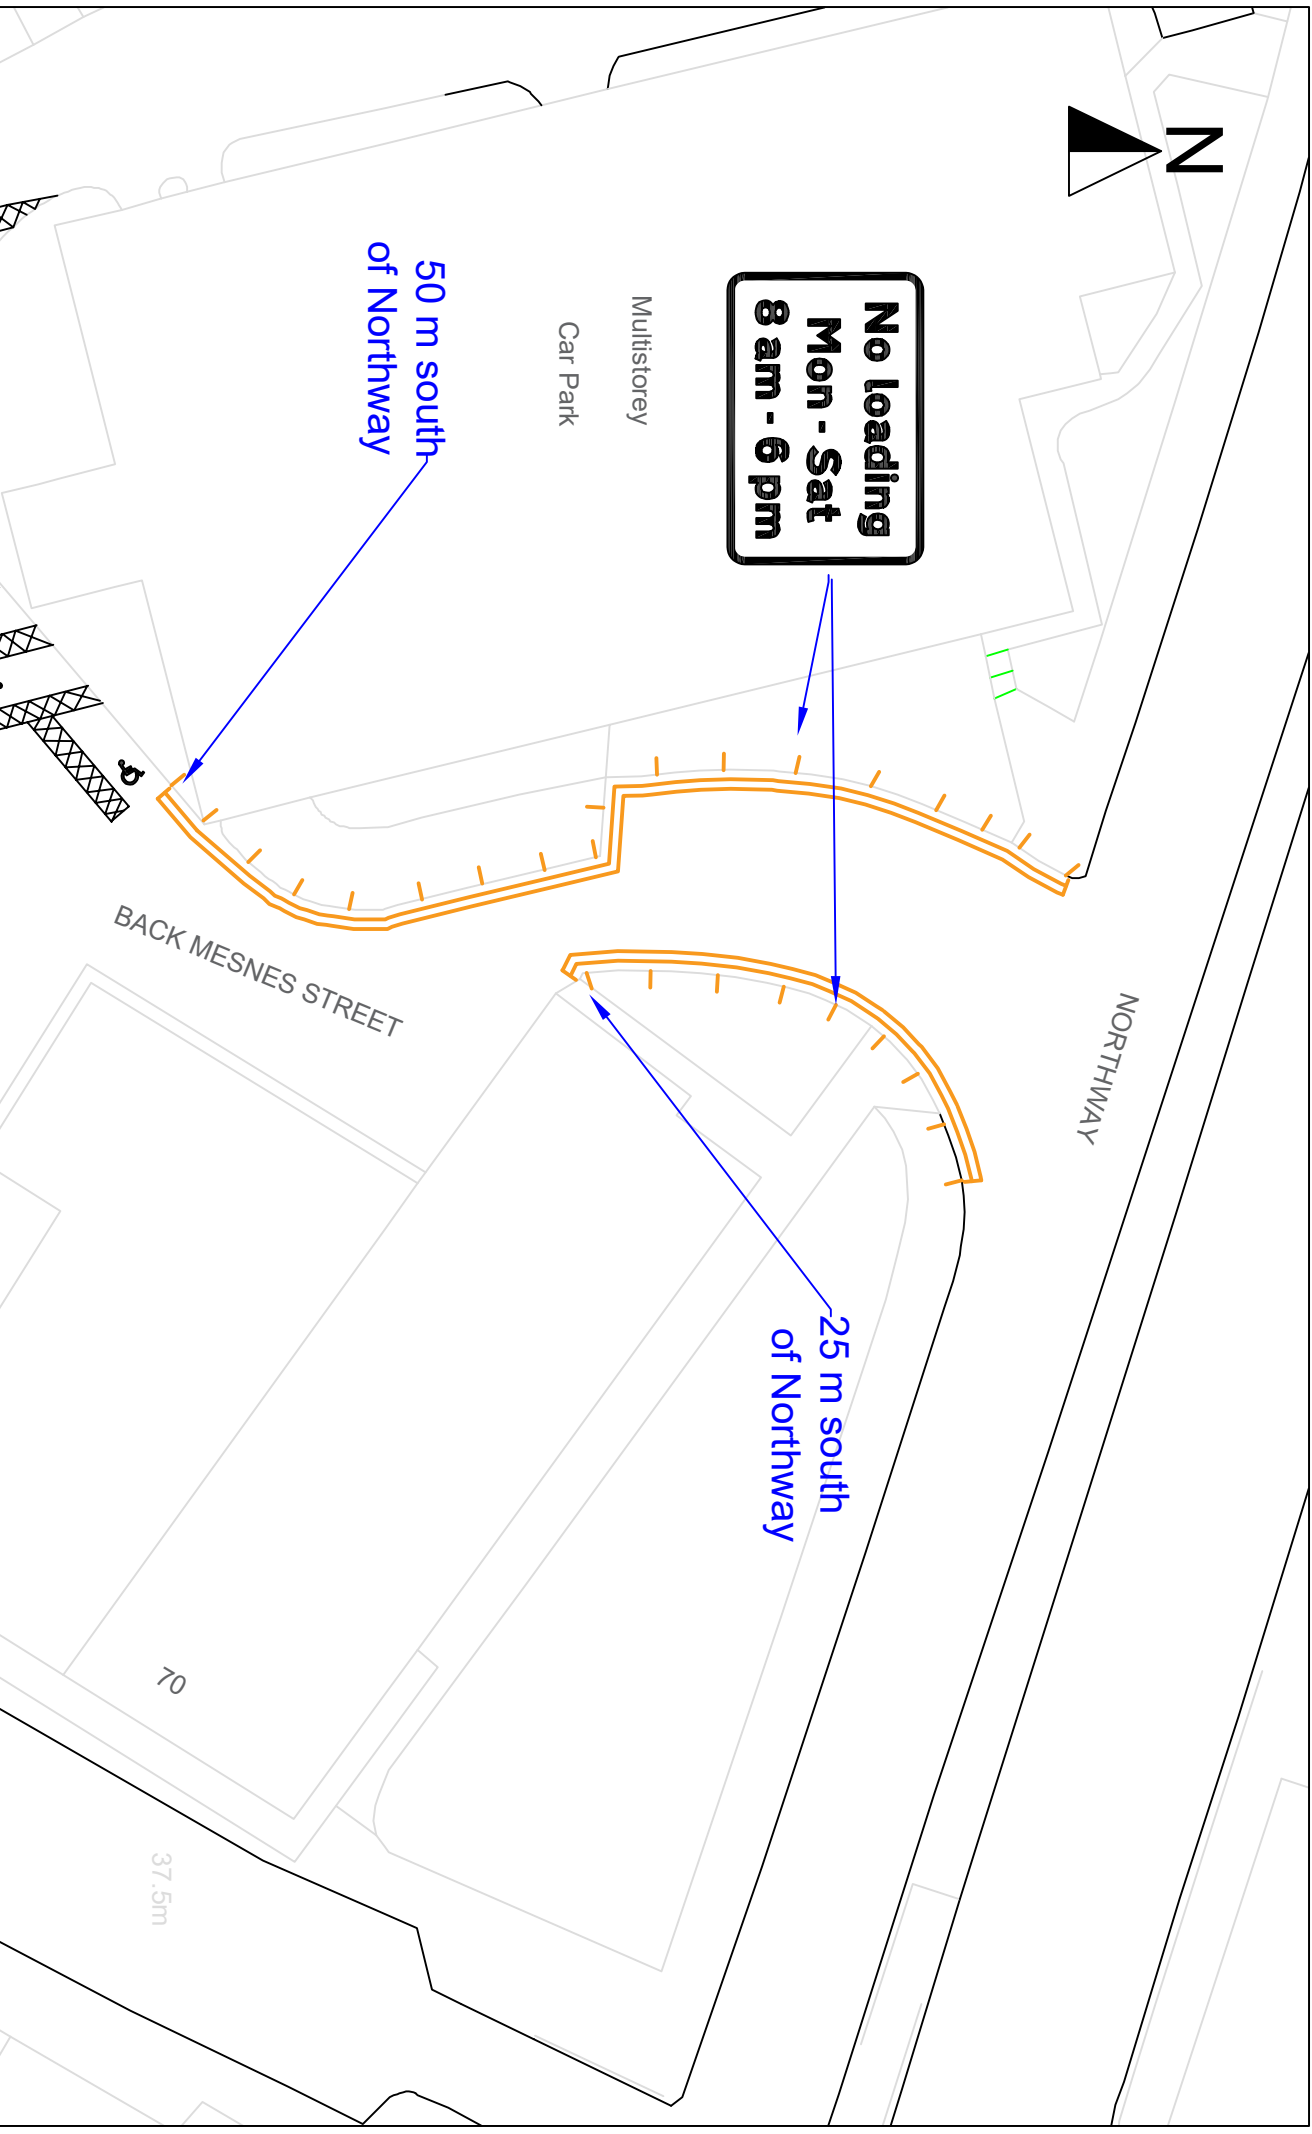 N
No loading
Mon - Sat
8 am - 6 pm
Multistorey
Car Park
50 m south
of Northway
NORTHWAY
BACK MESNES STREET
25 m south
of Northway
70
37.5m